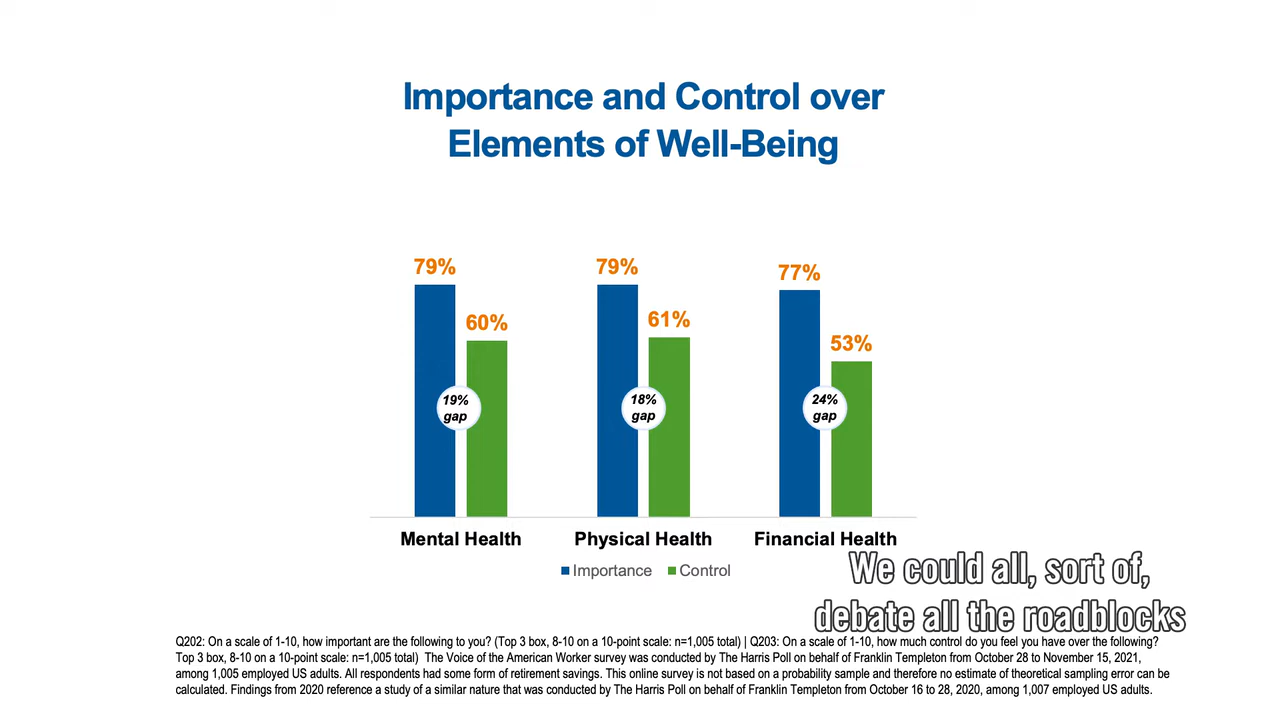 Importance and Control over
Elements of Well-Being
79%
60%
19%
gap
79%
61%
18%
gap
77%
53%
24%
gap
Mental Health
Physical Health
Financial Health
Importance
Control
We could all, sort of,
debate all the roadblocks
Q202: On a scale of 1-10, how important are the following to you? (Top 3 box, 8-10 on a 10-point scale: n=1,005 total) | Q203: On a scale of 1-10, how much control do you feel you have over the following?
Top 3 box, 8-10 on a 10-point scale: n=1,005 total) The Voice of the American Worker survey was conducted by The Harris Poll on behalf of Franklin Templeton from October 28 to November 15, 2021,
among 1,005 employed US adults. All respondents had some form of retirement savings. This online survey is not based on a probability sample and therefore no estimate of theoretical sampling error can be
calculated. Findings from 2020 reference a study of a similar nature that was conducted by The Harris Poll on behalf of Franklin Templeton from October 16 to 28, 2020, among 1,007 employed US adults.